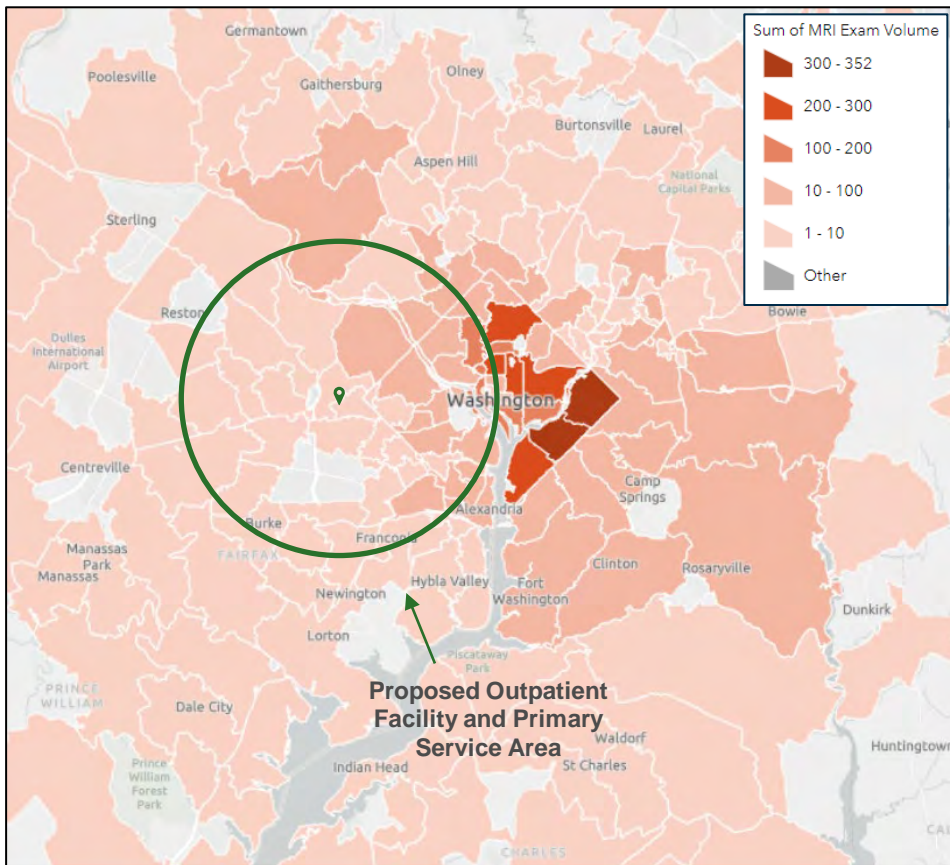 Sum of MRI Exam Volume
300 - 352
200 - 300
100 - 200
10 - 100
1 - 10
Other
Germantown
Poolesville
Gaithersburg
Olney
Burtonsville
Laurel
Aspen Hill
National
Capital Parks
Sterling
Reston
Bowie
Dulles
International
Airport
Washington
Centreville
Camp
Springs
Alexandria
Burke
Franconia
FAIRFAX
Manassas
Park
Manassas
Clinton
Rosaryville
Hybla Valley
Fort
Washington
Newington
Dunkirk
Lorton
Piscataway
Park
PRINCE
WILLIAM
Proposed Outpatient
Facility and Primary
Service Area
Dale City
Waldorf
Huntingtown
Prince
William
Forest
Park
Indian Head
St Charles
CAL
CHARLES